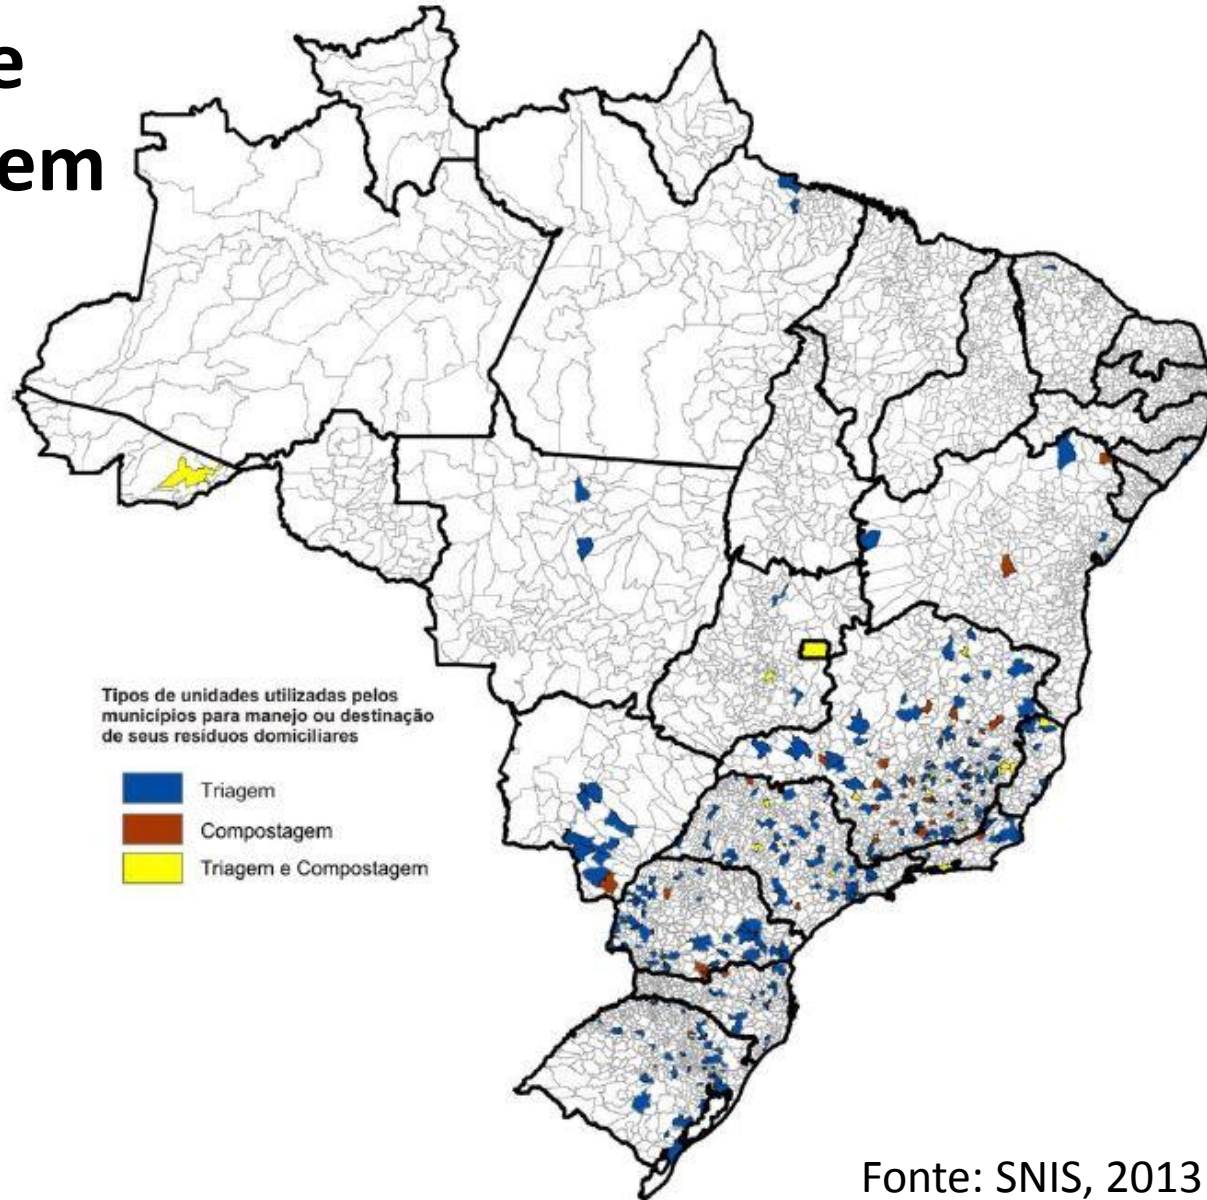 e
em
Tipos de unidades utilizadas pelos
municípios para manejo ou destinação
de seus resíduos domiciliares
Triagem
Compostagem
Triagem e Compostagem
Fonte: SNIS, 2013